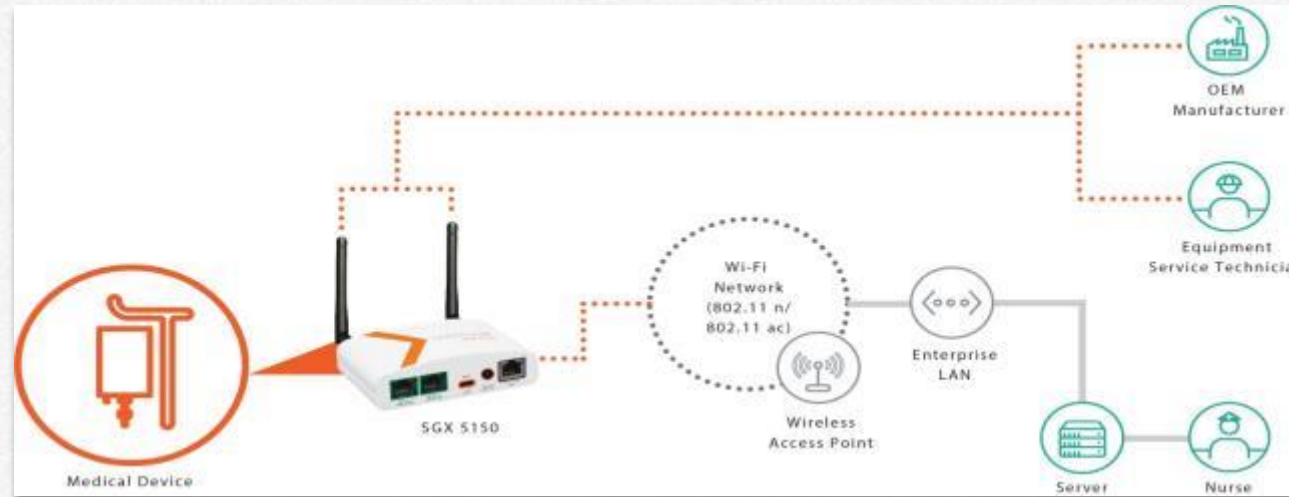 OEM
Manufacturer
Equipment
Service Technicia
Wi-Fi
Network
(802.11 n/
802.11 ac)
Enterprise
LAN
Wireless
Access Point
SGX 5150
Medical Device
Server
Nurse